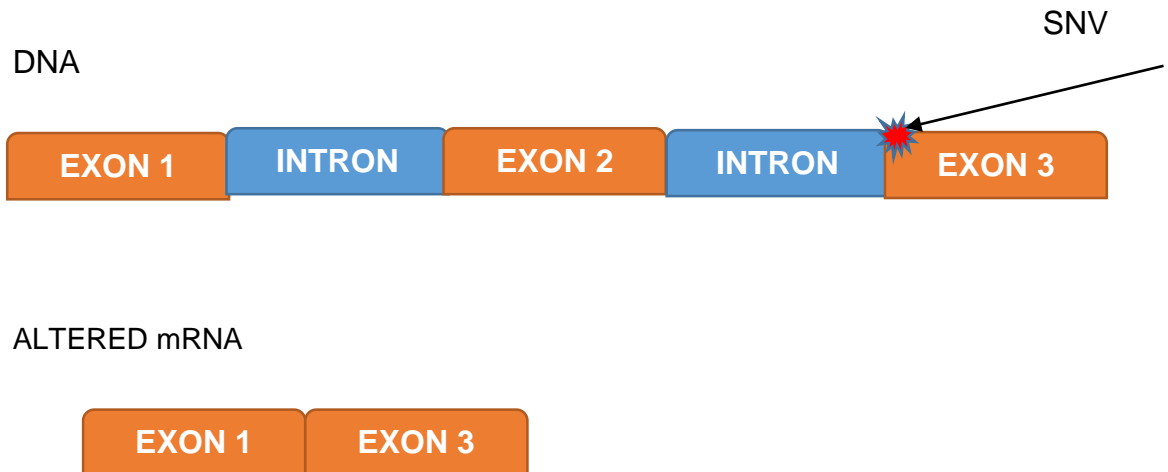 SNV
DNA
EXON 1 INTRON EXON 2 INTRON EXON 3
ALTERED mRNA
EXON 1 EXON 3